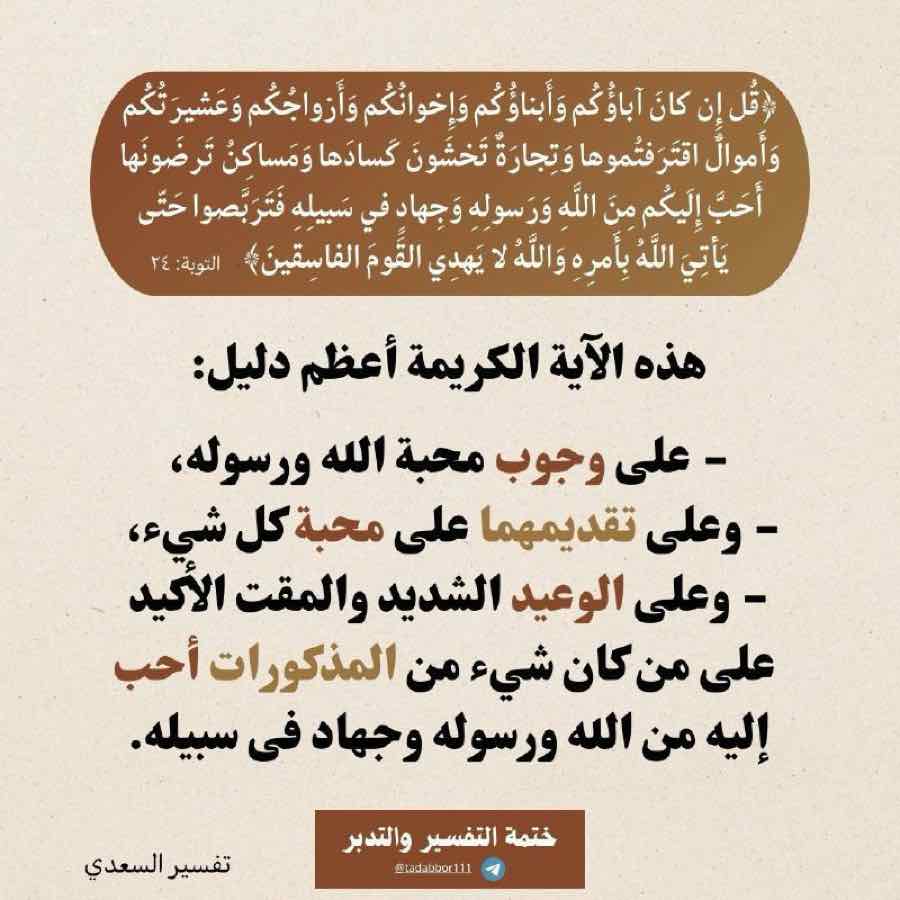 ﴿قُل إِن كانَ آباؤُكُم وَأَبناؤُكُم وَإِخوانُكُم وَأَزواجُكُم وَعَشيرَتُكُم
وَأَموالٌ اقتَرَفتُموها وَتِجارَةٌ تَخشَونَ كَسادَها وَمَساكِنُ تَرضَونَها
أَحَبَّ إِلَيكُم مِنَ اللَّهِ وَرَسولِهِ وَجِهادٍ في سَبيلِهِ فَتَرَبَّصوا حَتّى
يَأتِيَ اللَّهُ بِأَمرِهِ وَاللَّهُ لا يَهدِي القَومَ الفاسِقينَ﴾ التوبة: ٢٤
هذه الآية الكريمة أعظم دليل:
- على وجوب محبة الله ورسوله،
- وعلى تقديمهما على محبة كل شيء،
- وعلى الوعيد الشديد والمقت الأكيد
على من كان شيء من المذكورات أحب
إليه من الله ورسوله وجهاد في سبيله.
ختمة التفسير والتدبر
@tadabbor111
تفسير السعدي